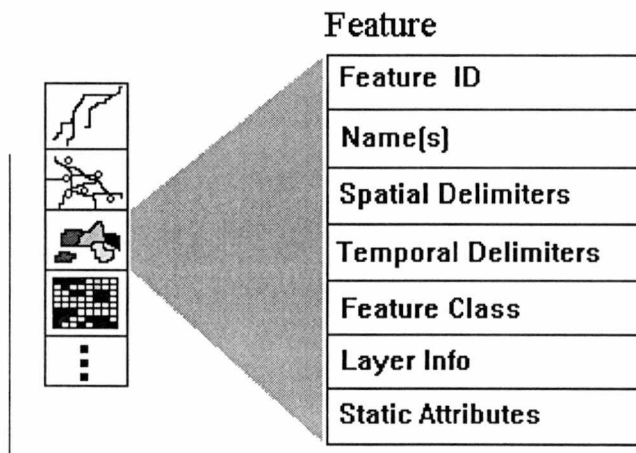 Feature
Feature ID
Name(s)
Spatial Delimiters
Temporal Delimiters
Feature Class
Layer Info
Static Attributes